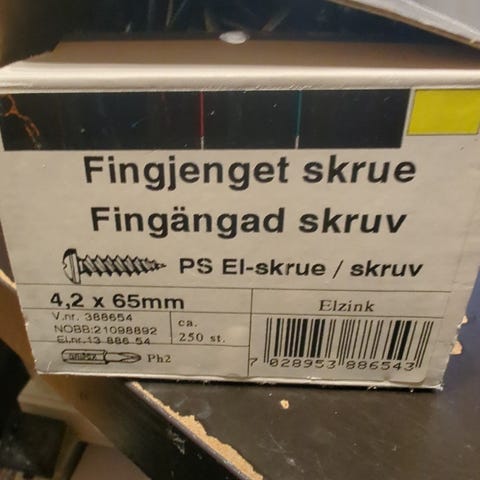 Fingjenget skrue
Fingängad skruv
PS El-skrue / skruv
4,2 x 65mm
Elzink
V.nr. 388654
NOBB:21098892
El.nr.13 886 54
ca.
250 st.
Ph2
7 028953 886543